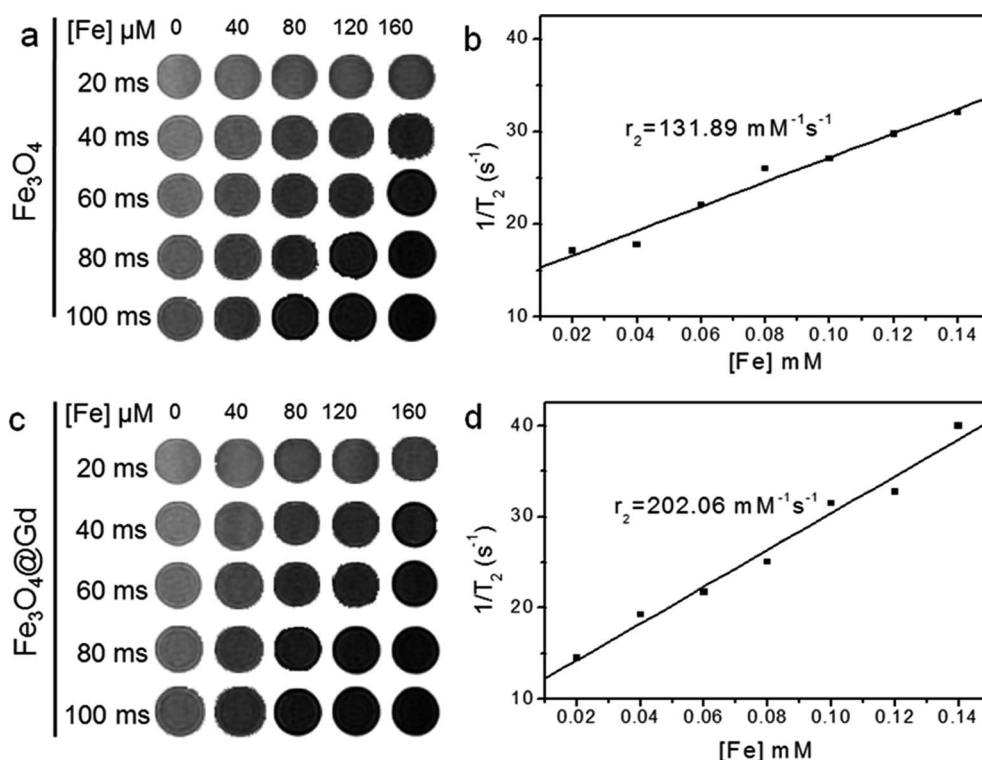 a
[Fe] µM 0 40 80 120 160
Fe₃O₄
20 ms
40 ms
60 ms
80 ms
100 ms
b
40
30
20
10
1/T₂ (s⁻¹)
r₂=131.89 mM⁻¹s⁻¹
0.02 0.04 0.06 0.08 0.10 0.12 0.14
[Fe] mM
c
[Fe] µM 0 40 80 120 160
Fe₃O₄@Gd
20 ms
40 ms
60 ms
80 ms
100 ms
d
40
30
20
10
1/T₂ (s⁻¹)
r₂=202.06 mM⁻¹s⁻¹
0.02 0.04 0.06 0.08 0.10 0.12 0.14
[Fe] mM